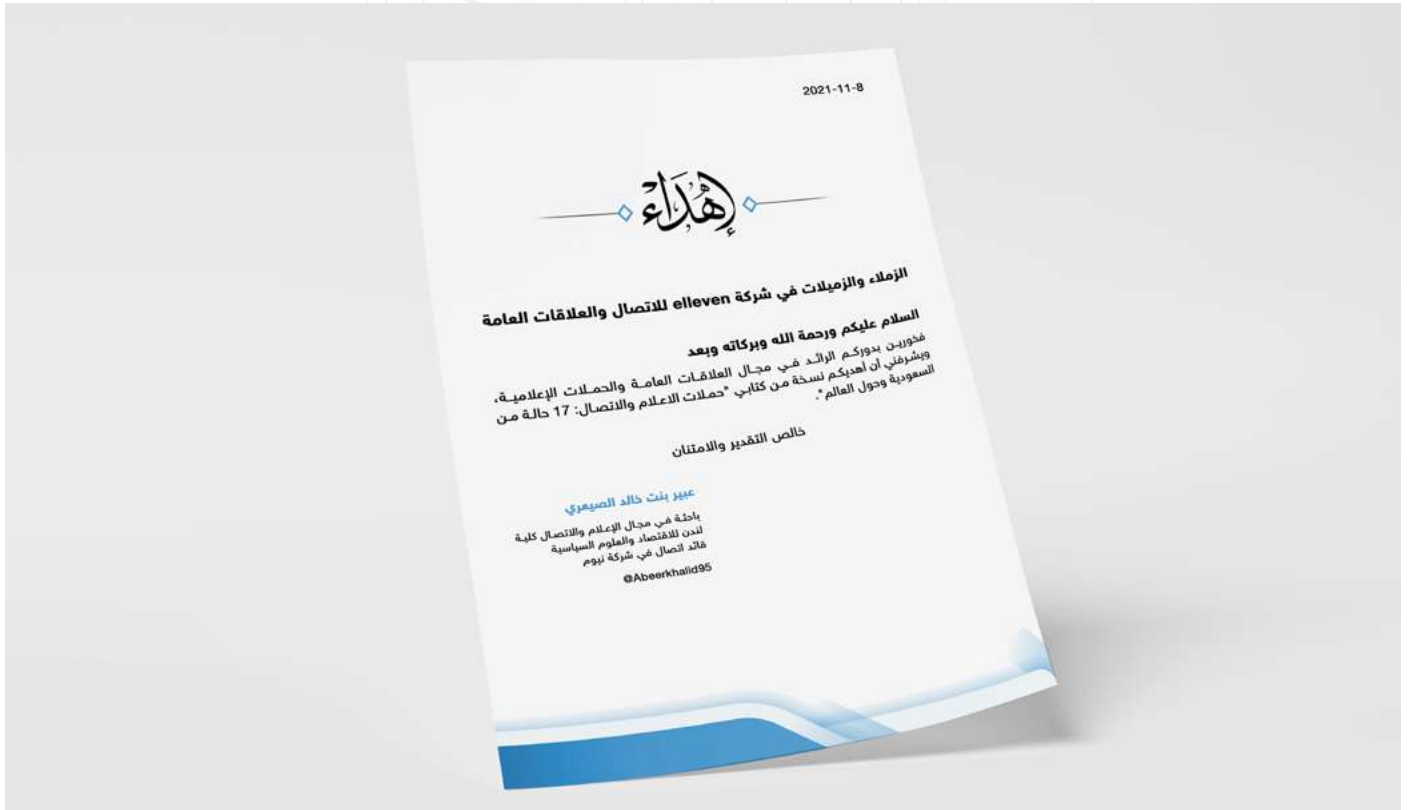 2021-11-8
إهْدَاءْ
الزملاء والزميلات في شركة elleven للاتصال والعلاقات العامة
السلام عليكم ورحمة الله وبركاته وبعد
فخورين بدوركم الرائد في مجال العلاقات العامة والحملات الإعلامية،
ويشرفني أن أهديكم نسخة من كتابي "حملات الاعلام والاتصال: 17 حالة من
السعودية وحول العالم".
خالص التقدير والامتنان
عبير بنت خالد الصيعري
باحثة في مجال الإعلام والاتصال كلية
لندن للاقتصاد والعلوم السياسية
قائد اتصال في شركة نيوم
@Abeerkhalid95